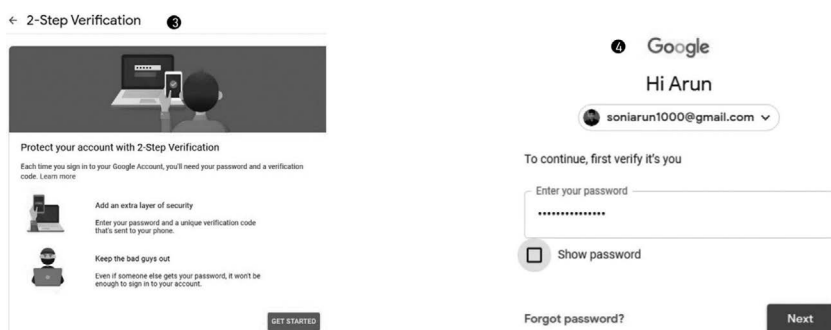 ← 2-Step Verification ❸
Protect your account with 2-Step Verification
Each time you sign in to your Google Account, you'll need your password and a verification
code. Learn more
Add an extra layer of security
Enter your password and a unique verification code
that's sent to your phone.
Keep the bad guys out
Even if someone else gets your password, it won't be
enough to sign in to your account.
GET STARTED
❹ Google
Hi Arun
soniarun1000@gmail.com
To continue, first verify it's you
Enter your password
•••••••••••••••
Show password
Forgot password?
Next